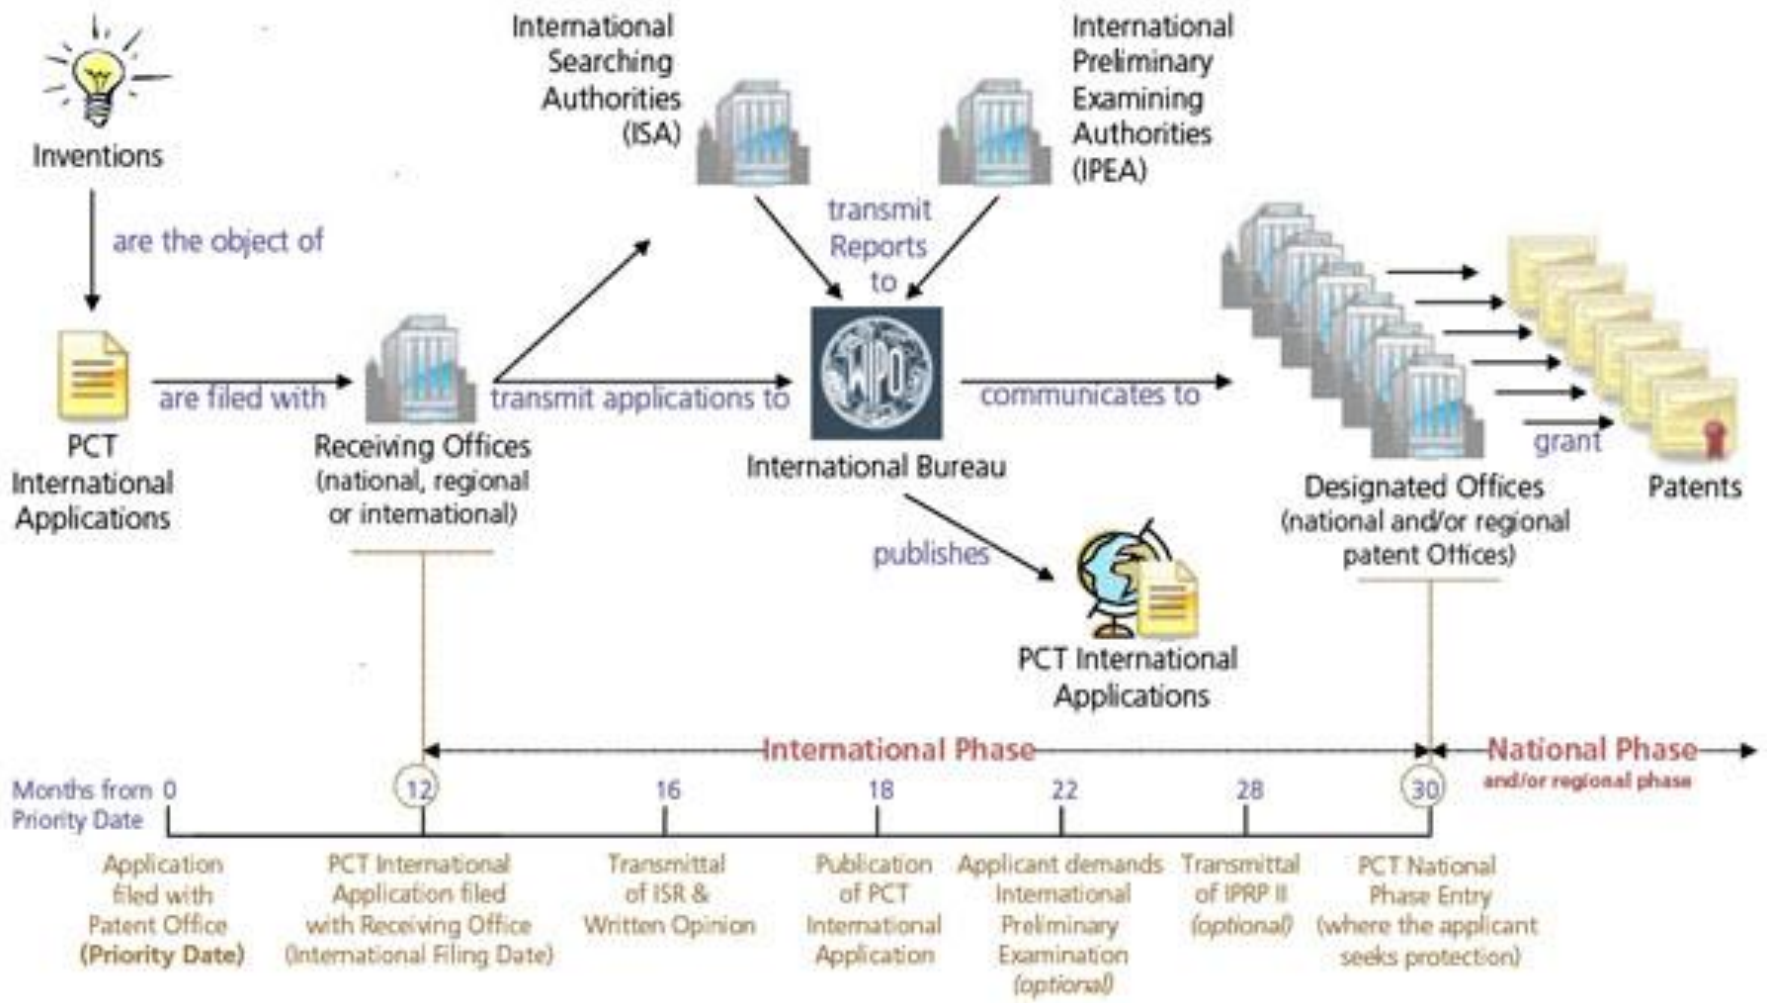 International
Searching
Authorities
(ISA)
International
Preliminary
Examining
Authorities
(IPEA)
Inventions
are the object of
transmit
Reports
to
WIPO
are filed with
transmit applications to
communicates to
grant
PCT
International
Applications
Receiving Offices
(national, regional
or international)
International Bureau
Designated Offices
(national and/or regional
patent Offices)
Patents
publishes
PCT International
Applications
International Phase
National Phase
and/or regional phase
Months from
Priority Date
0
12
16
18
22
28
30
Application
filed with
Patent Office
(Priority Date)
PCT International
Application filed
with Receiving Office
(International Filing Date)
Transmittal
of ISR &
Written Opinion
Publication
of PCT
International
Application
Applicant demands
International
Preliminary
Examination
(optional)
Transmittal
of IPRP II
(optional)
PCT National
Phase Entry
(where the applicant
seeks protection)